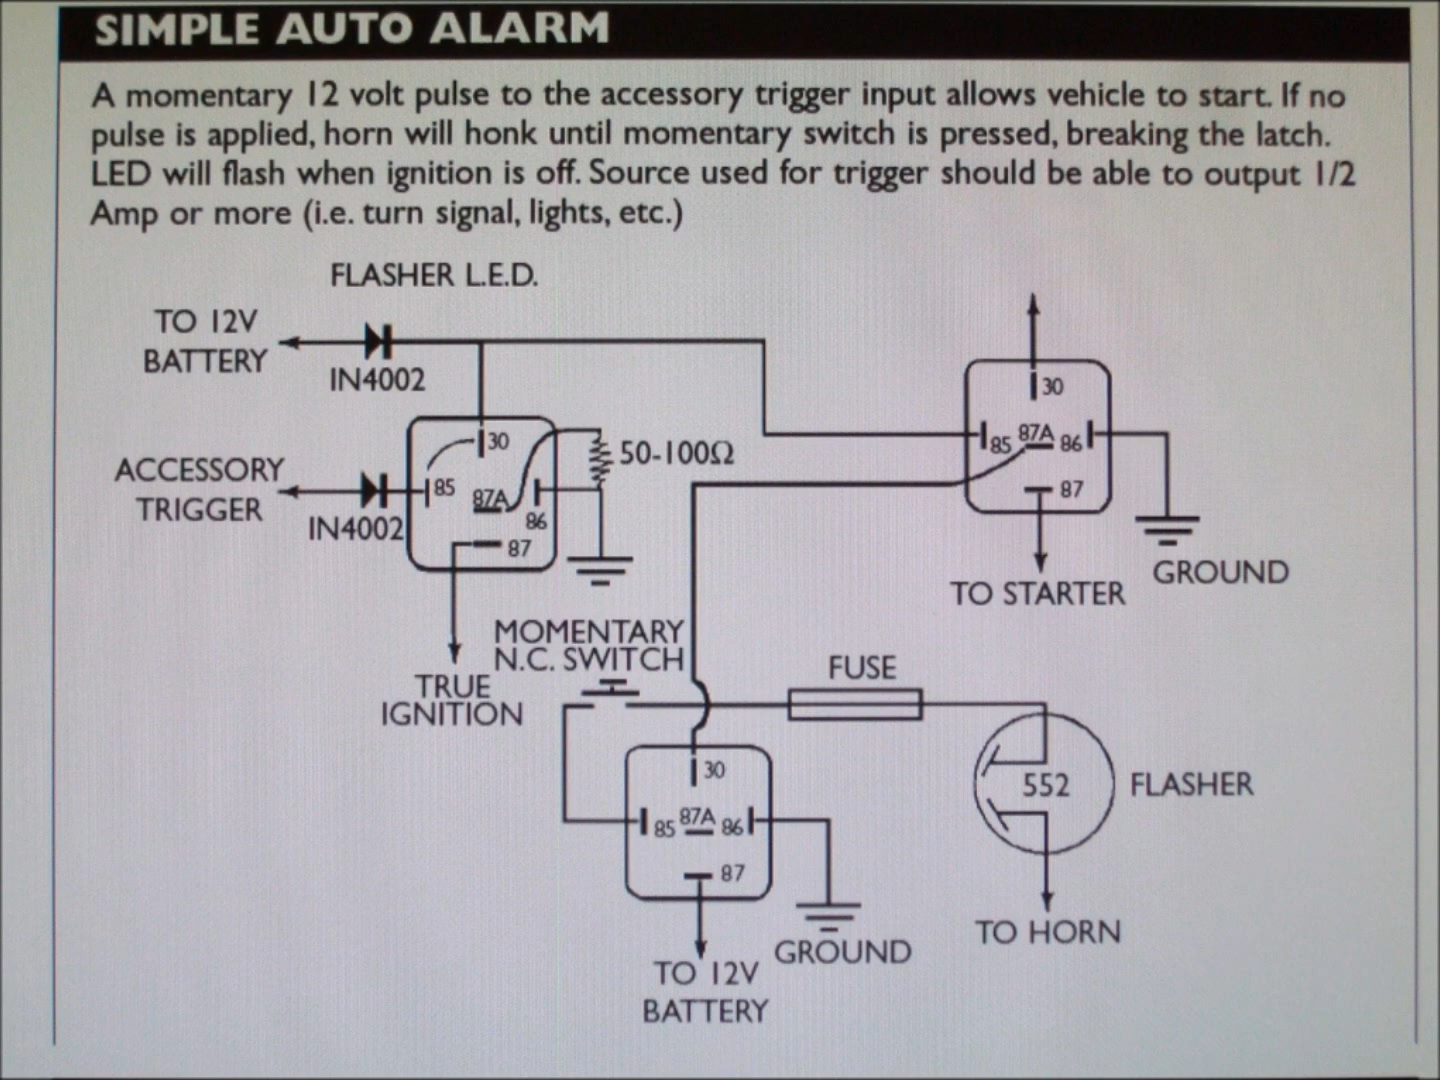 SIMPLE AUTO ALARM
A momentary 12 volt pulse to the accessory trigger input allows vehicle to start. If no
pulse is applied, horn will honk until momentary switch is pressed, breaking the latch.
LED will flash when ignition is off. Source used for trigger should be able to output 1/2
Amp or more (i.e. turn signal, lights, etc.)
FLASHER L.E.D.
TO 12V
BATTERY
IN4002
30
50-100Ω
ACCESSORY
TRIGGER
IN4002
85
87A
86
87
30
85
87A
86
87
TO STARTER
GROUND
MOMENTARY
N.C. SWITCH
TRUE
IGNITION
FUSE
30
85
87A
86
87
552
FLASHER
TO HORN
GROUND
TO 12V
BATTERY